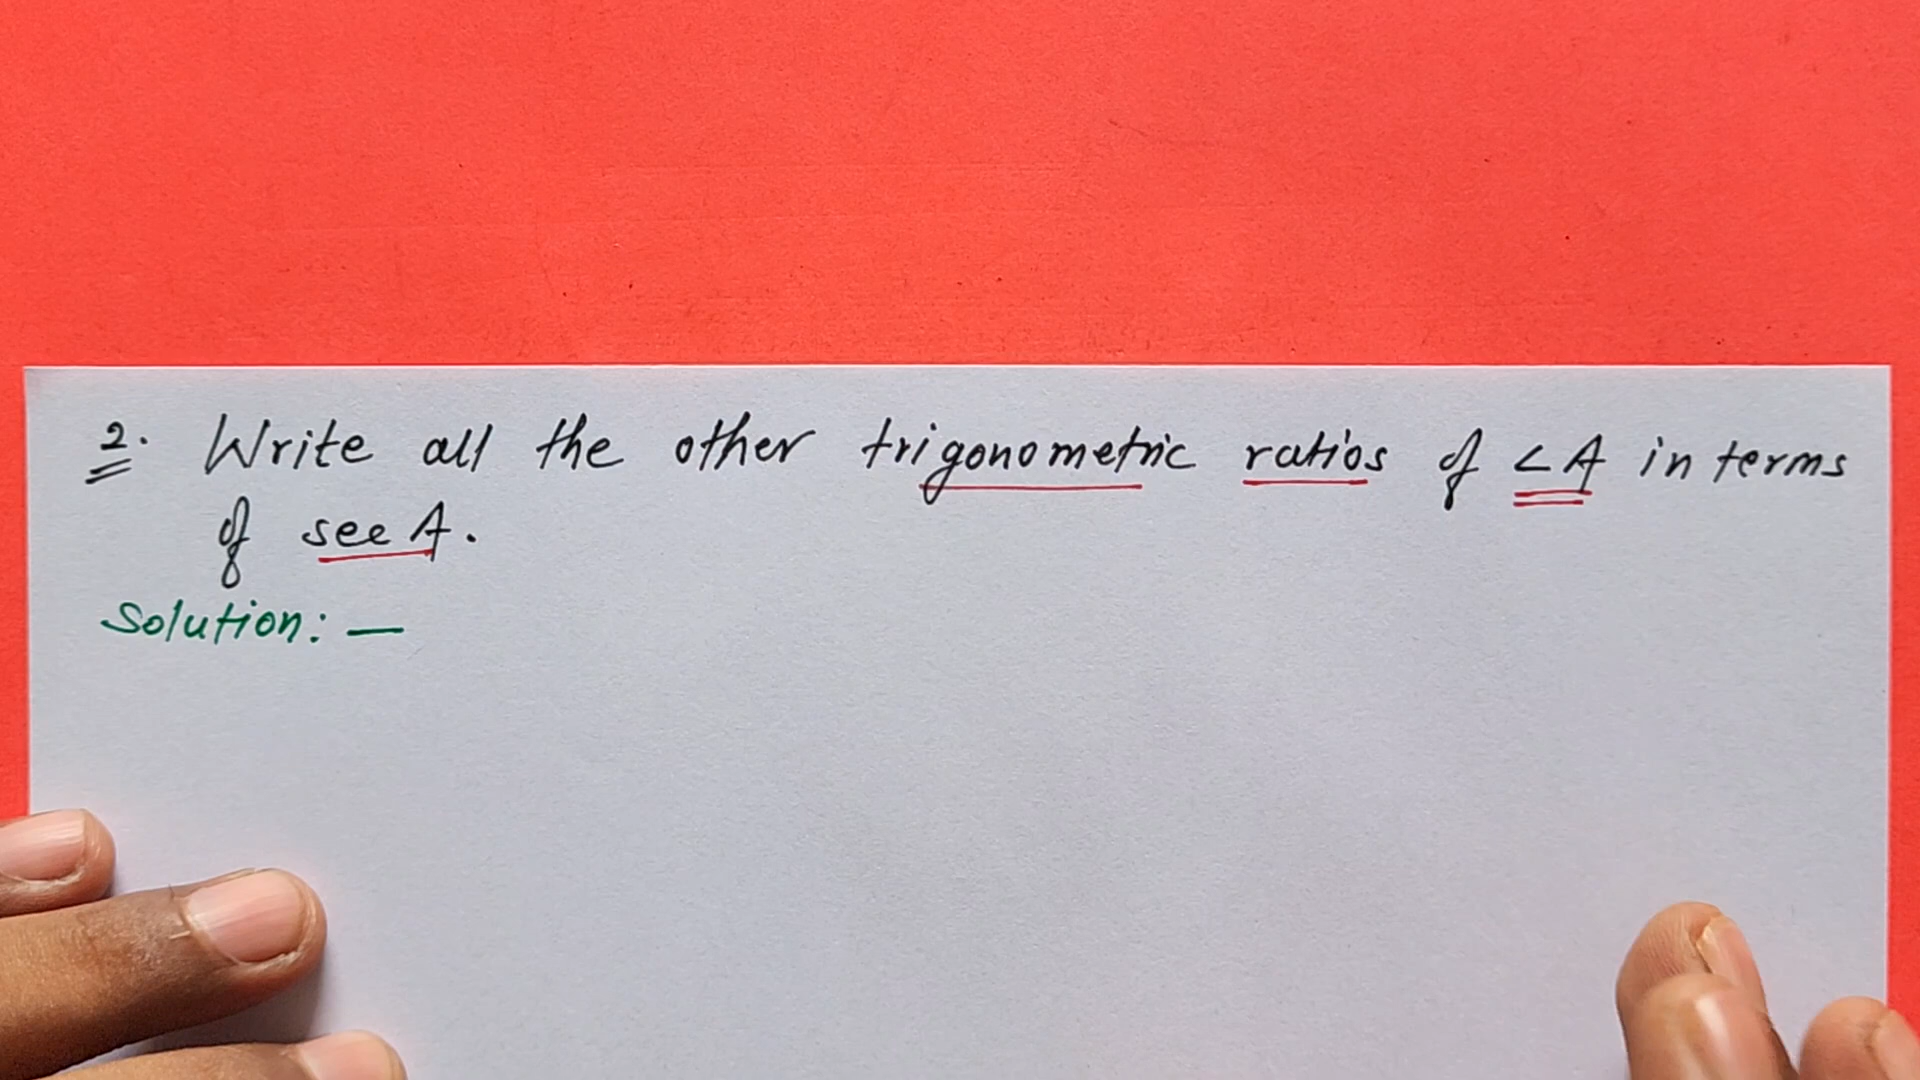 2. Write all the other trigonometric ratios of ∠A in terms
of sec A.
Solution: —